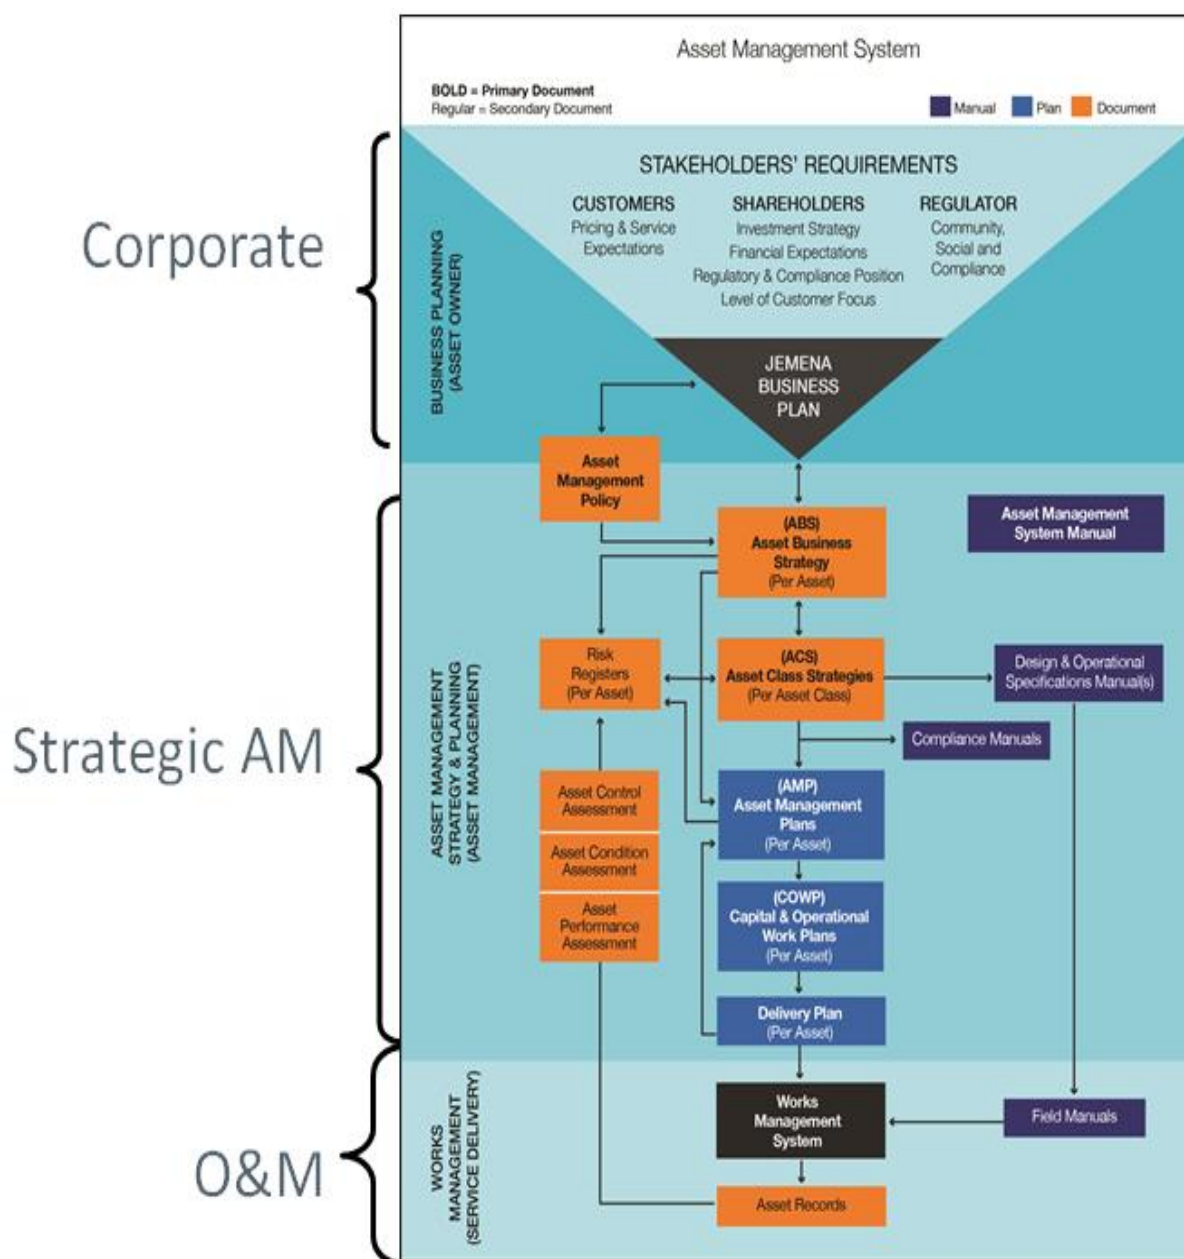 Asset Management System
BOLD = Primary Document
Regular = Secondary Document
Manual
Plan
Document
Corporate
BUSINESS PLANNING
(ASSET OWNER)
STAKEHOLDERS' REQUIREMENTS
CUSTOMERS
Pricing & Service
Expectations
SHAREHOLDERS
Investment Strategy
Financial Expectations
Regulatory & Compliance Position
Level of Customer Focus
REGULATOR
Community,
Social and
Compliance
JEMENA
BUSINESS
PLAN
Strategic AM
ASSET MANAGEMENT
STRATEGY & PLANNING
(ASSET MANAGEMENT)
Asset
Management
Policy
(ABS)
Asset Business
Strategy
(Per Asset)
Asset Management
System Manual
Risk
Registers
(Per Asset)
(ACS)
Asset Class Strategies
(Per Asset Class)
Design & Operational
Specifications Manual(s)
Compliance Manuals
Asset Control
Assessment
Asset Condition
Assessment
Asset
Performance
Assessment
(AMP)
Asset Management
Plans
(Per Asset)
(COWP)
Capital & Operational
Work Plans
(Per Asset)
Delivery Plan
(Per Asset)
O&M
WORKS
MANAGEMENT
(SERVICE DELIVERY)
Works
Management
System
Field Manuals
Asset Records